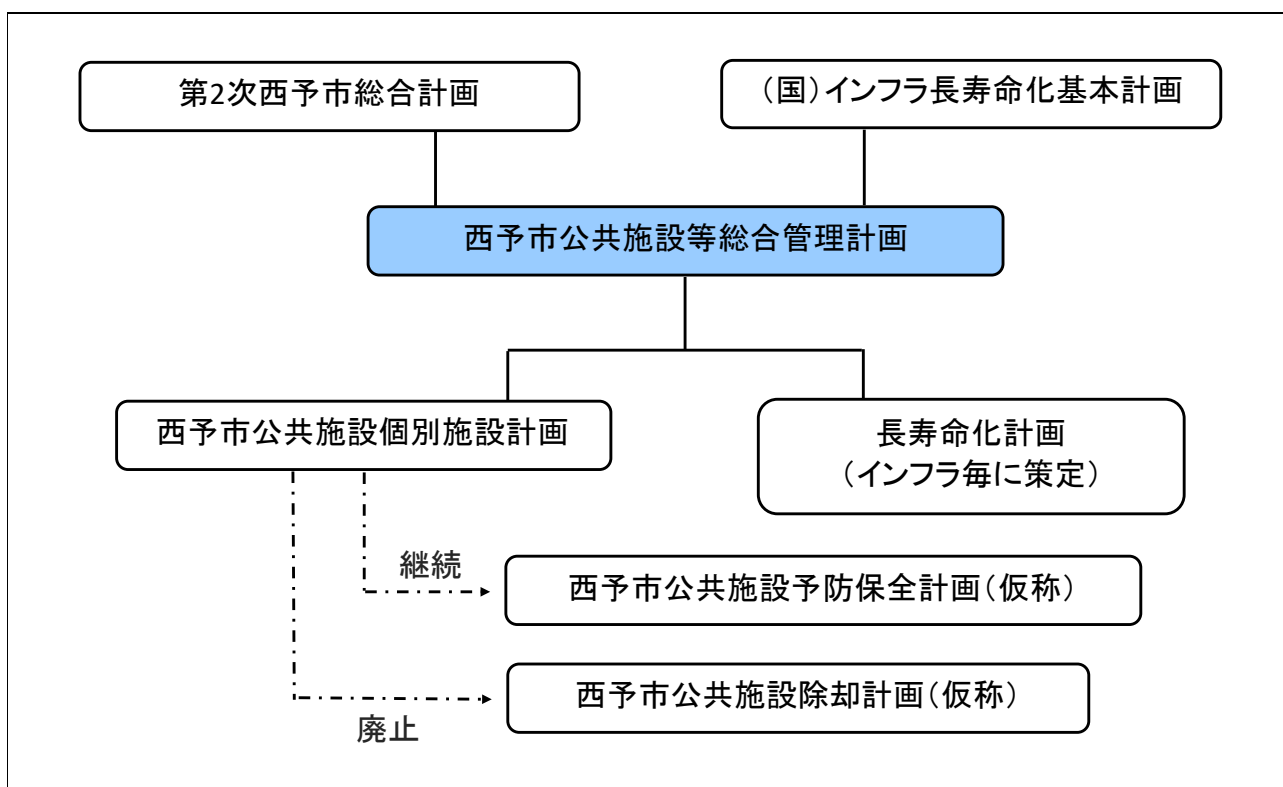 第2次西予市総合計画
（国）インフラ長寿命化基本計画
西予市公共施設等総合管理計画
西予市公共施設個別施設計画
長寿命化計画
（インフラ毎に策定）
継続
西予市公共施設予防保全計画（仮称）
西予市公共施設除却計画（仮称）
廃止